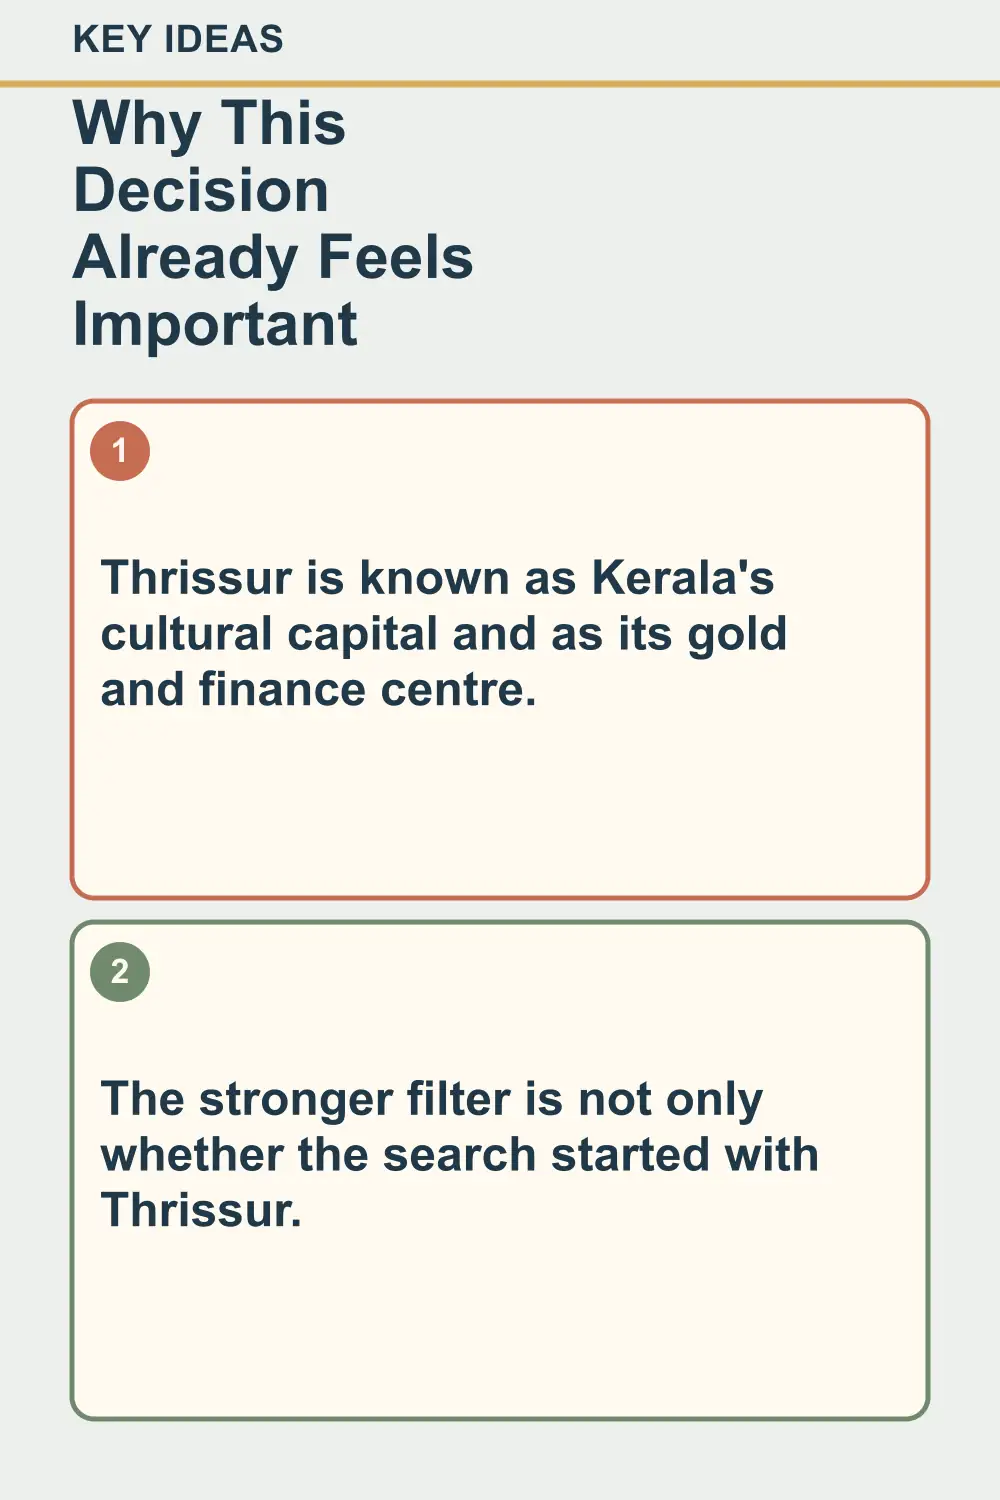 KEY IDEAS
Why This
Decision
Already Feels
Important
1
Thrissur is known as Kerala's
cultural capital and as its gold
and finance centre.
2
The stronger filter is not only
whether the search started with
Thrissur.